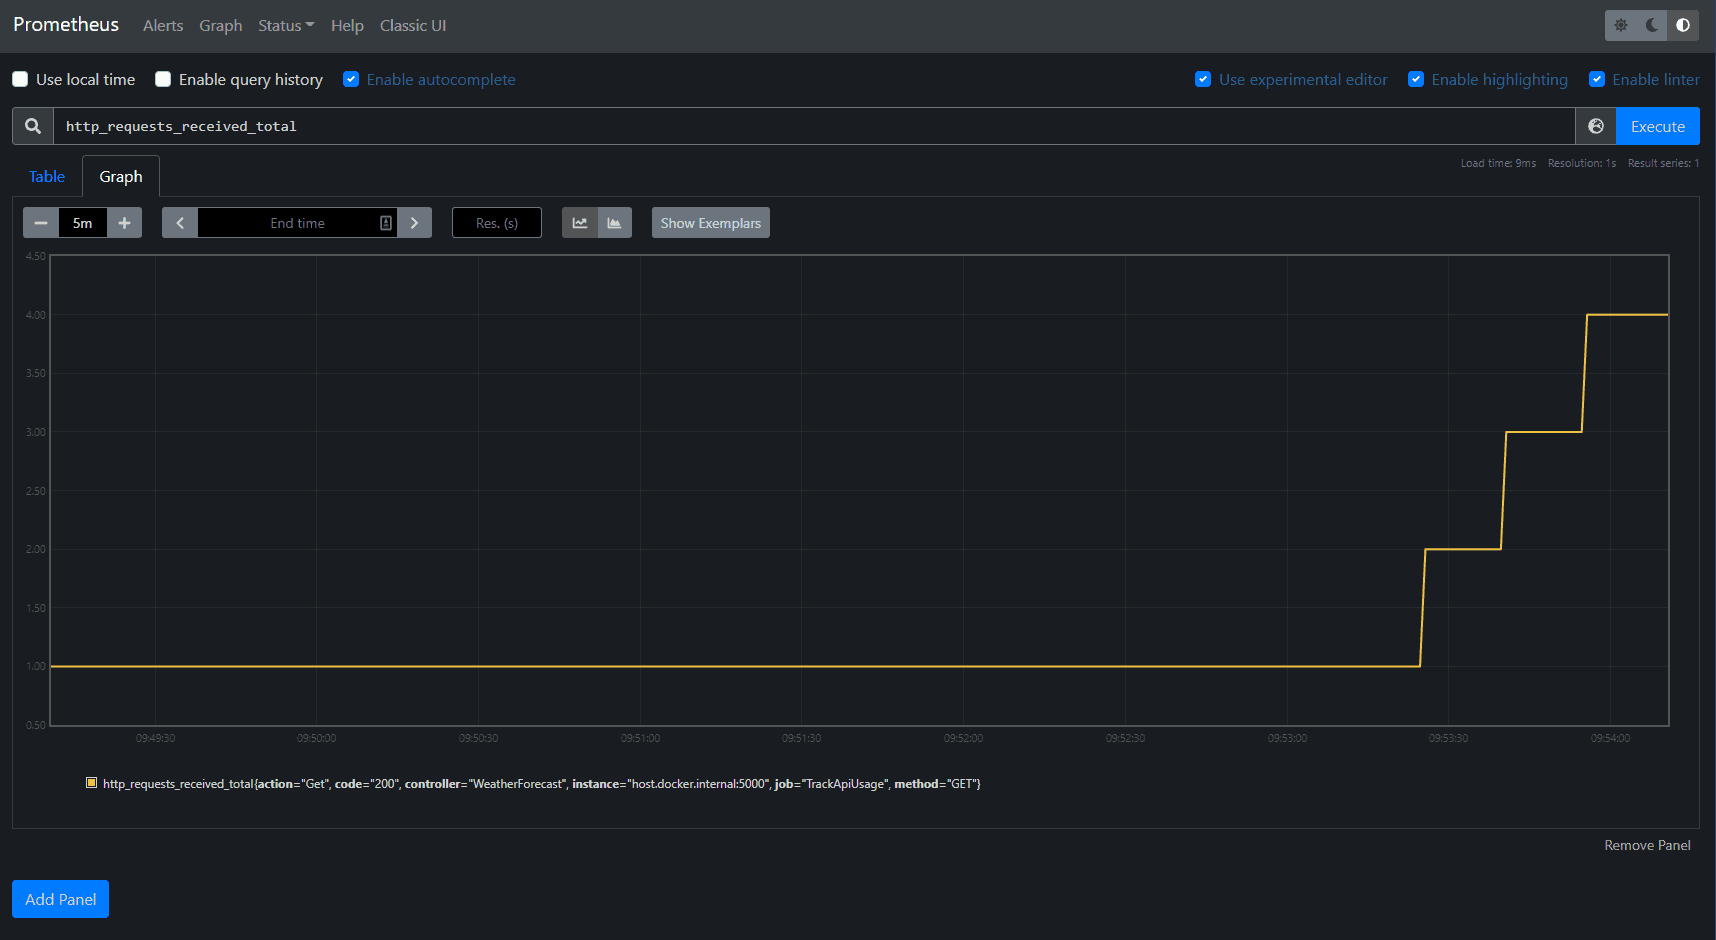 Prometheus Alerts Graph Status Help Classic UI
Use local time Enable query history Enable autocomplete Use experimental editor Enable highlighting Enable linter
http_requests_received_total Execute
Load time: 9ms Resolution: 1s Result series: 1
Table Graph
5m End time Res. (s) Show Exemplars
4.50
4.00
3.50
3.00
2.50
2.00
1.50
1.00
0.50
09:49:30 09:50:00 09:50:30 09:51:00 09:51:30 09:52:00 09:52:30 09:53:00 09:53:30 09:54:00
http_requests_received_total{action="Get", code="200", controller="WeatherForecast", instance="host.docker.internal:5000", job="TrackApiUsage", method="GET"}
Remove Panel
Add Panel